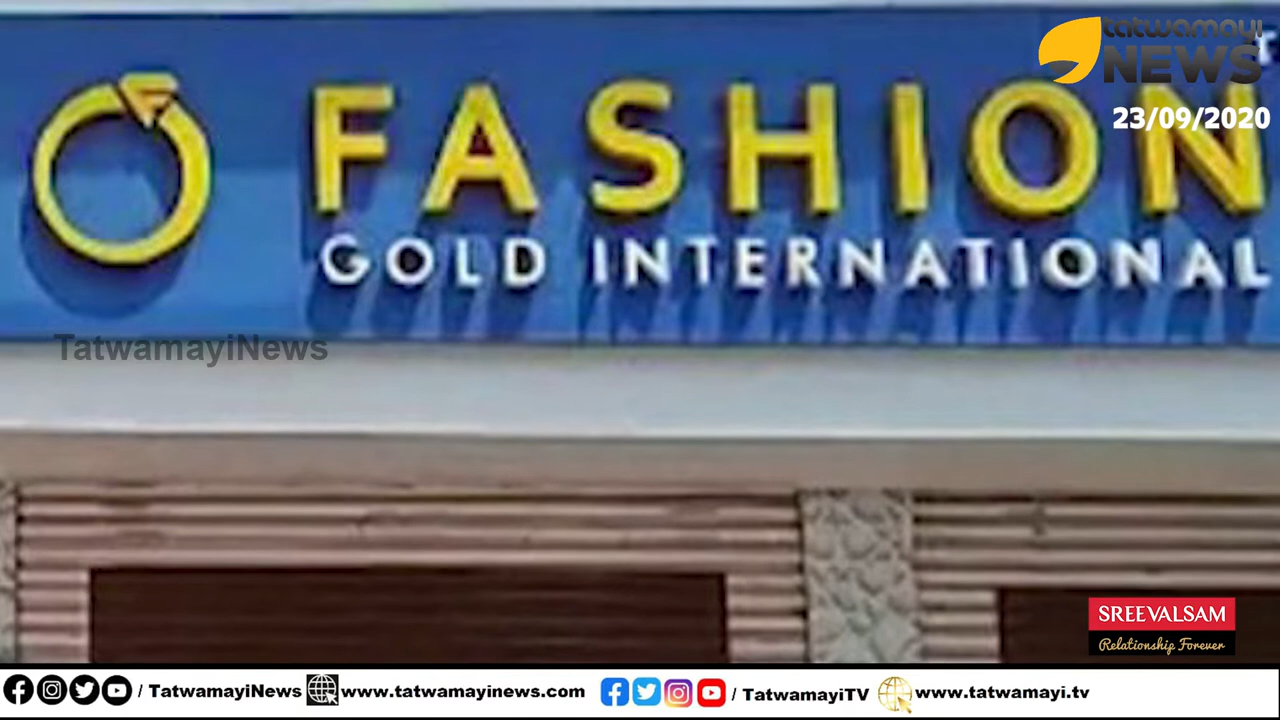 tatwamayi
NEWS
23/09/2020
FASHION
GOLD INTERNATIONAL
TatwamayiNews
SREEVALSAM
Relationship Forever
/ TatwamayiNews www.tatwamayinews.com / TatwamayiTV www.tatwamayi.tv